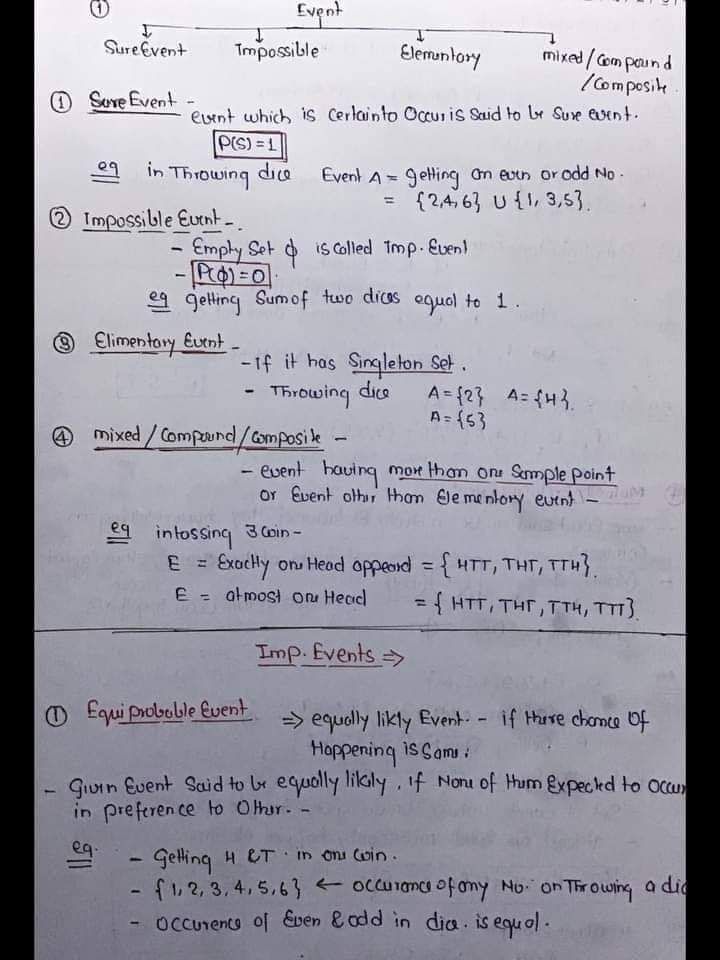 ① Event
Sure Event Impossible Elementory mixed/Compound
/Composite
① Sure Event -
event which is Certain to Occur is Said to be Sure event.
P(S) = 1
eg in Throwing dice Event A = getting an even or odd No.
= {2,4,6} U {1,3,5}.
② Impossible Event -.
- Empty Set ϕ is Called Imp. Event
- P(ϕ) = 0.
eg getting Sum of two dices equal to 1.
③ Elimentory Event -
- If it has Singleton Set.
- Throwing dice A = {2} A = {4}.
A = {5}
④ mixed/Compound/Composite -
- event having more than one Sample point
or Event other than Elementory event -
eg in tossing 3 Coin -
E = Exactly one Head appeard = {HTT, THT, TTH}.
E = atmost one Head = {HTT, THT, TTH, TTT}.
Imp. Events ⇒
① Equiprobable Event ⇒ equally likly Event. - if there chance Of
Happening is Same.
- Given Event Said to be equally likely, if None of them Expected to Occur
in preference to Other. -
eg. - Getting H & T in one Coin.
- {1,2,3,4,5,6} ← occurance of any No. on Throwing a dic
- Occurence of Even & odd in dice. is equal.